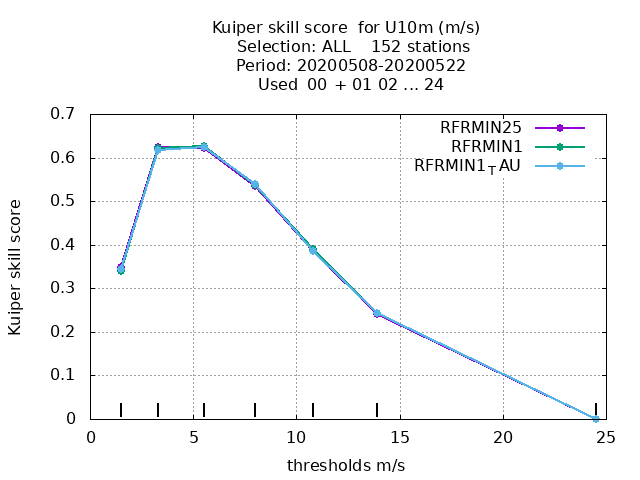 Kuiper skill score  for U10m (m/s)
Selection: ALL    152 stations
Period: 20200508-20200522
Used  00 + 01 02 ... 24
RFRMIN25
RFRMIN1
RFRMIN1TAU
0.7
0.6
0.5
0.4
0.3
0.2
0.1
0
Kuiper skill score
0 5 10 15 20 25
thresholds m/s